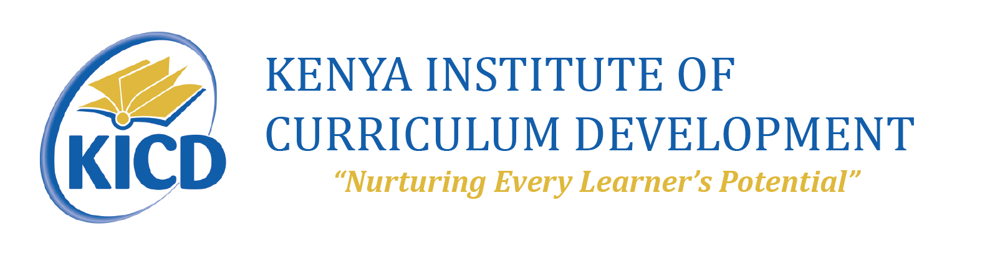 KICD
KENYA INSTITUTE OF
CURRICULUM DEVELOPMENT
“Nurturing Every Learner’s Potential”